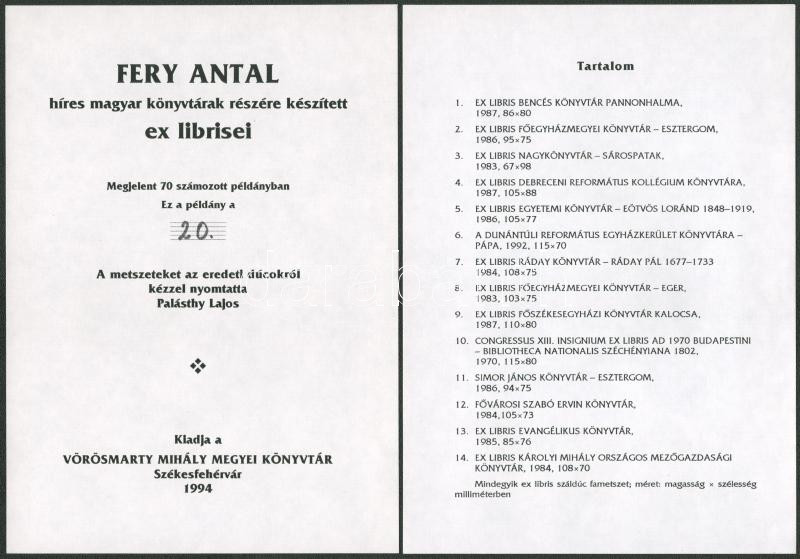 FERY ANTAL
híres magyar könyvtárak részére készített
ex librisei
Megjelent 70 számozott példányban
Ez a példány a
20.
A metszeteket az eredeti dúcokról
kézzel nyomtatta
Palásthy Lajos
Kiadja a
VÖRÖSMARTY MIHÁLY MEGYEI KÖNYVTÁR
Székesfehérvár
1994
Tartalom
1. EX LIBRIS BENCÉS KÖNYVTÁR PANNONHALMA,
1987, 86×80
2. EX LIBRIS FŐEGYHÁZMEGYEI KÖNYVTÁR – ESZTERGOM,
1986, 95×75
3. EX LIBRIS NAGYKÖNYVTÁR – SÁROSPATAK,
1983, 67×98
4. EX LIBRIS DEBRECENI REFORMÁTUS KOLLÉGIUM KÖNYVTÁRA,
1987, 105×88
5. EX LIBRIS EGYETEMI KÖNYVTÁR – EÖTVÖS LORÁND 1848–1919,
1986, 105×77
6. A DUNÁNTÚLI REFORMÁTUS EGYHÁZKERÜLET KÖNYVTÁRA –
PÁPA, 1992, 115×70
7. EX LIBRIS RÁDAY KÖNYVTÁR – RÁDAY PÁL 1677–1733
1984, 108×75
8. EX LIBRIS FŐEGYHÁZMEGYEI KÖNYVTÁR – EGER,
1983, 103×75
9. EX LIBRIS FŐSZÉKESEGYHÁZI KÖNYVTÁR KALOCSA,
1987, 110×80
10. CONGRESSUS XIII. INSIGNIUM EX LIBRIS AD 1970 BUDAPESTINI
– BIBLIOTHECA NATIONALIS SZÉCHÉNYIANA 1802,
1970, 115×80
11. SIMOR JÁNOS KÖNYVTÁR – ESZTERGOM,
1986, 94×75
12. FŐVÁROSI SZABÓ ERVIN KÖNYVTÁR,
1984,105×73
13. EX LIBRIS EVANGÉLIKUS KÖNYVTÁR,
1985, 85×76
14. EX LIBRIS KÁROLYI MIHÁLY ORSZÁGOS MEZŐGAZDASÁGI
KÖNYVTÁR, 1984, 108×70
Mindegyik ex libris száldúc fametszet; méret: magasság × szélesség
milliméterben